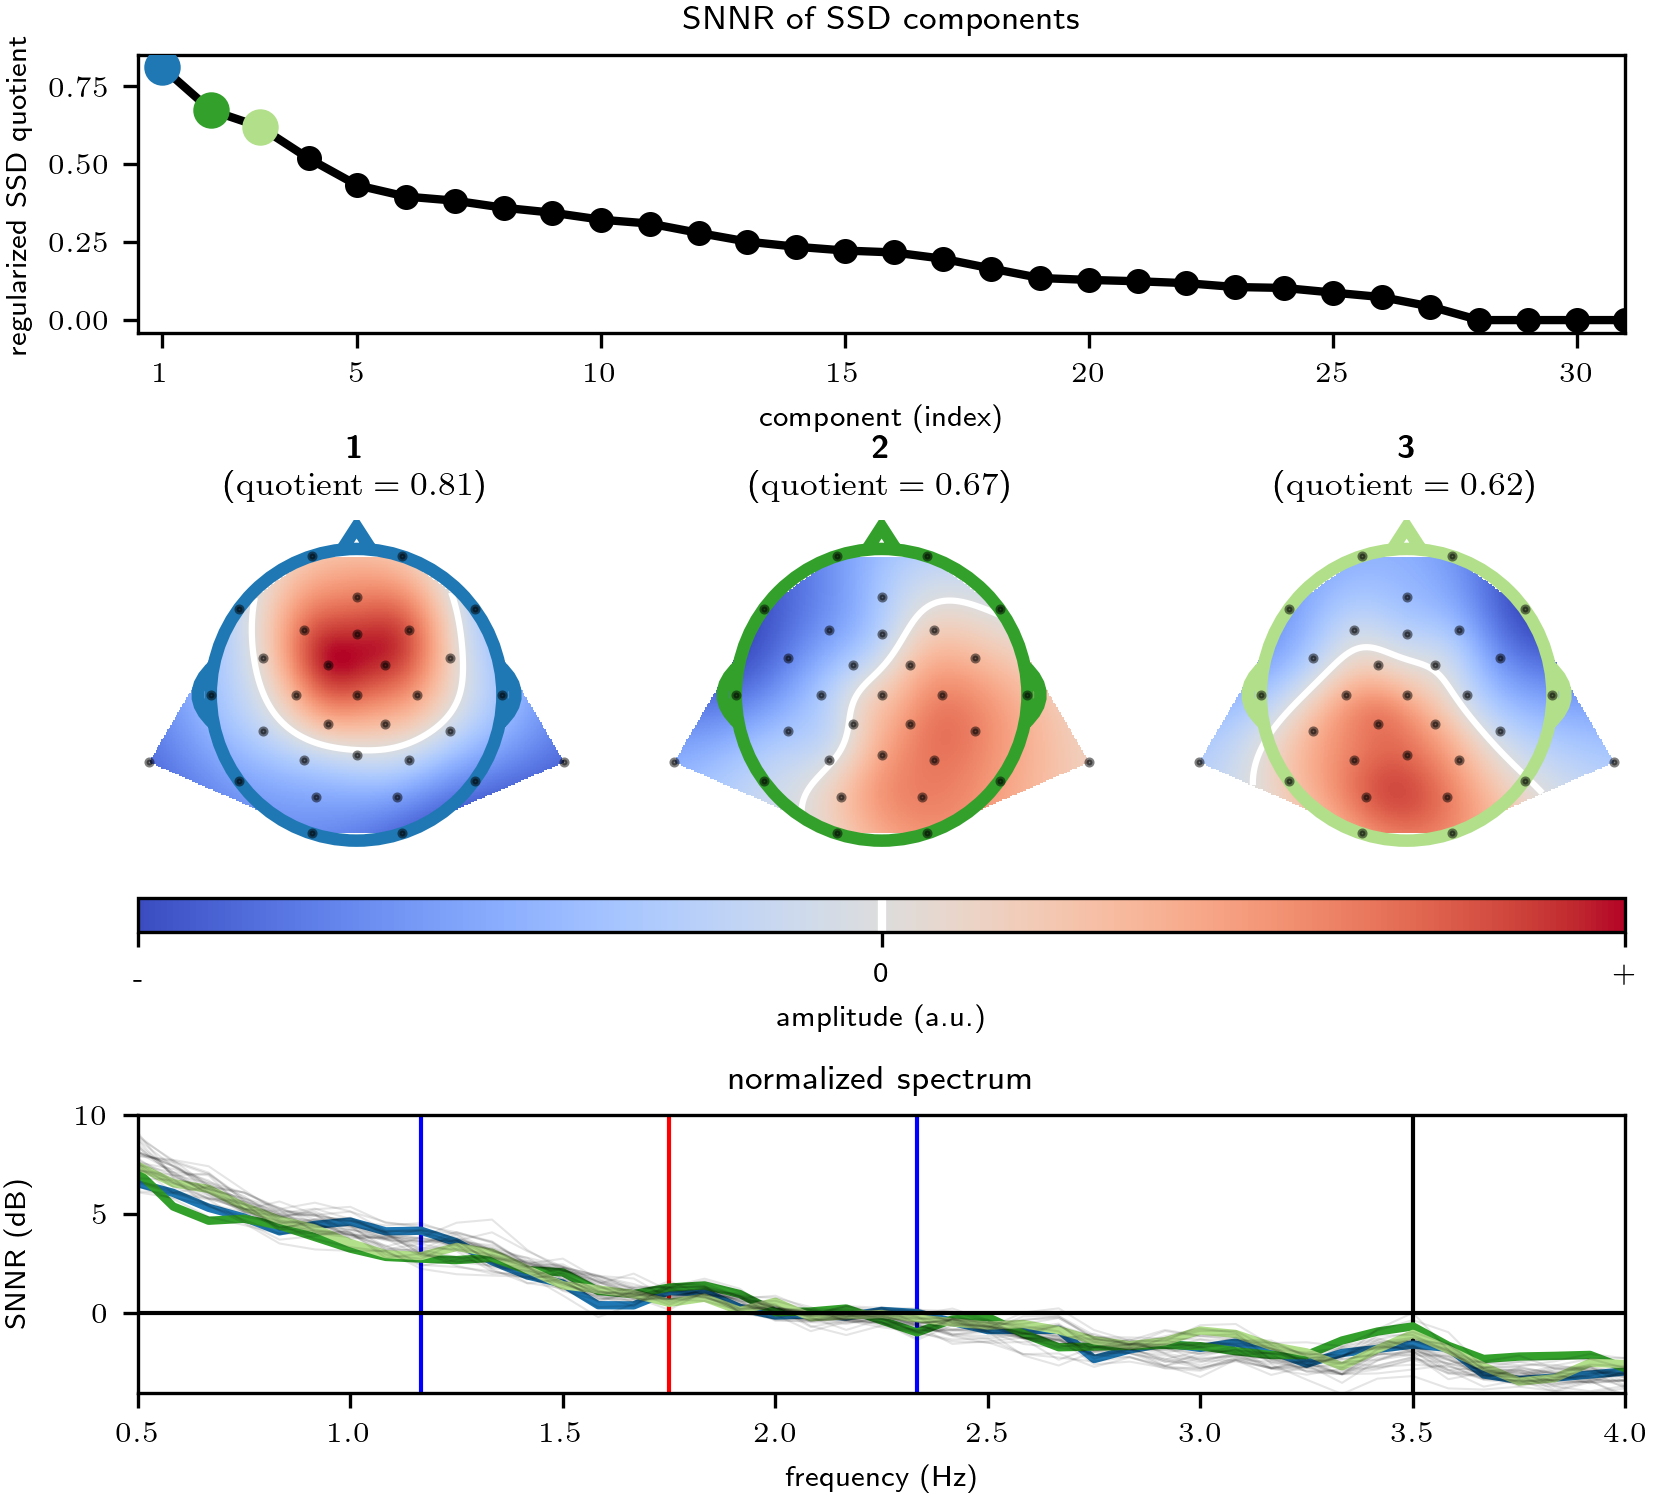 SNNR of SSD components
regularized SSD quotient
0.75
0.50
0.25
0.00
1 5 10 15 20 25 30
component (index)
1 2 3
(quotient = 0.81) (quotient = 0.67) (quotient = 0.62)
- 0 +
amplitude (a.u.)
normalized spectrum
SNNR (dB)
10
5
0
0.5 1.0 1.5 2.0 2.5 3.0 3.5 4.0
frequency (Hz)